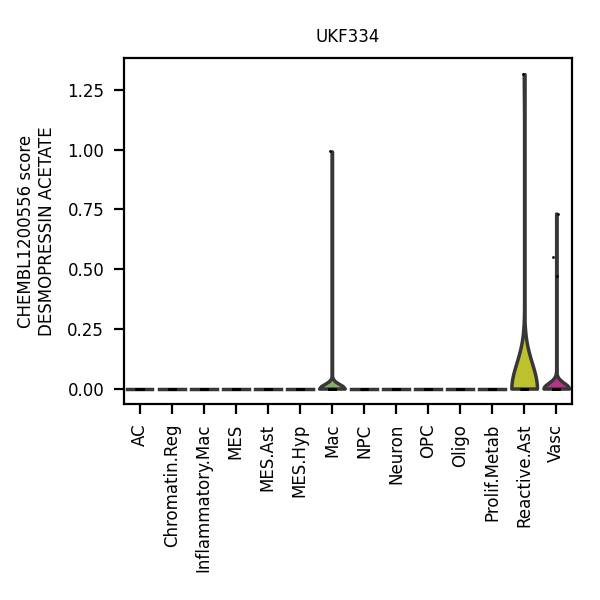 UKF334
CHEMBL1200556 score
DESMOPRESSIN ACETATE
1.25
1.00
0.75
0.50
0.25
0.00
AC
Chromatin.Reg
Inflammatory.Mac
MES
MES.Ast
MES.Hyp
Mac
NPC
Neuron
OPC
Oligo
Prolif.Metab
Reactive.Ast
Vasc